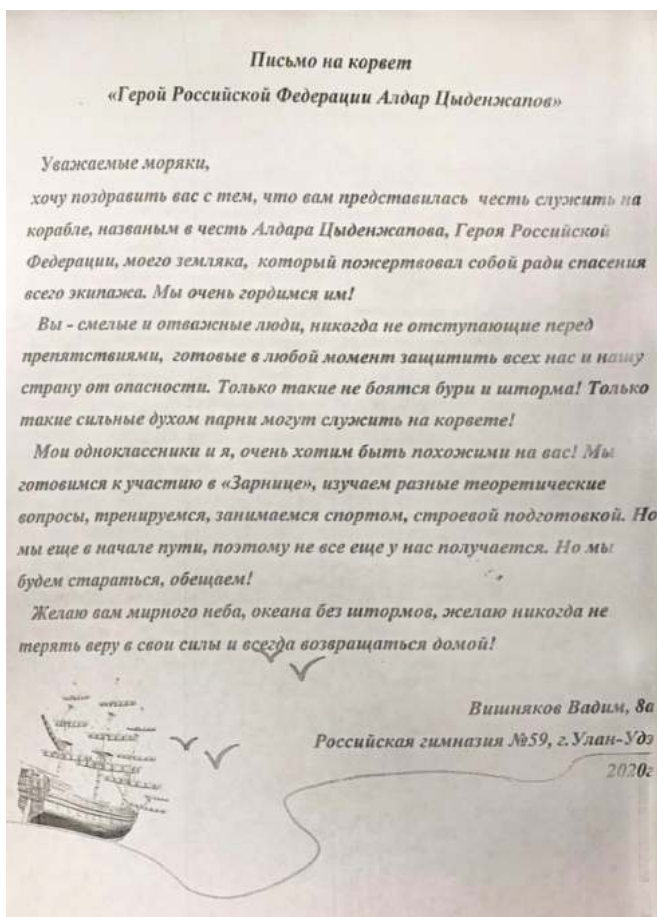 Письмо на корвет
«Герой Российской Федерации Алдар Цыденжапов»
Уважаемые моряки,
хочу поздравить вас с тем, что вам представилась честь служить на
корабле, названым в честь Алдара Цыденжапова, Героя Российской
Федерации, моего земляка, который пожертвовал собой ради спасения
всего экипажа. Мы очень гордимся им!
Вы - смелые и отважные люди, никогда не отступающие перед
препятствиями, готовые в любой момент защитить всех нас и нашу
страну от опасности. Только такие не боятся бури и шторма! Только
такие сильные духом парни могут служить на корвете!
Мои одноклассники и я, очень хотим быть похожими на вас! Мы
готовимся к участию в «Зарнице», изучаем разные теоретические
вопросы, тренируемся, занимаемся спортом, строевой подготовкой. Но
мы еще в начале пути, поэтому не все еще у нас получается. Но мы
будем стараться, обещаем!
Желаю вам мирного неба, океана без штормов, желаю никогда не
терять веру в свои силы и всегда возвращаться домой!
Вишняков Вадим, 8а
Российская гимназия №59, г.Улан-Удэ
2020г